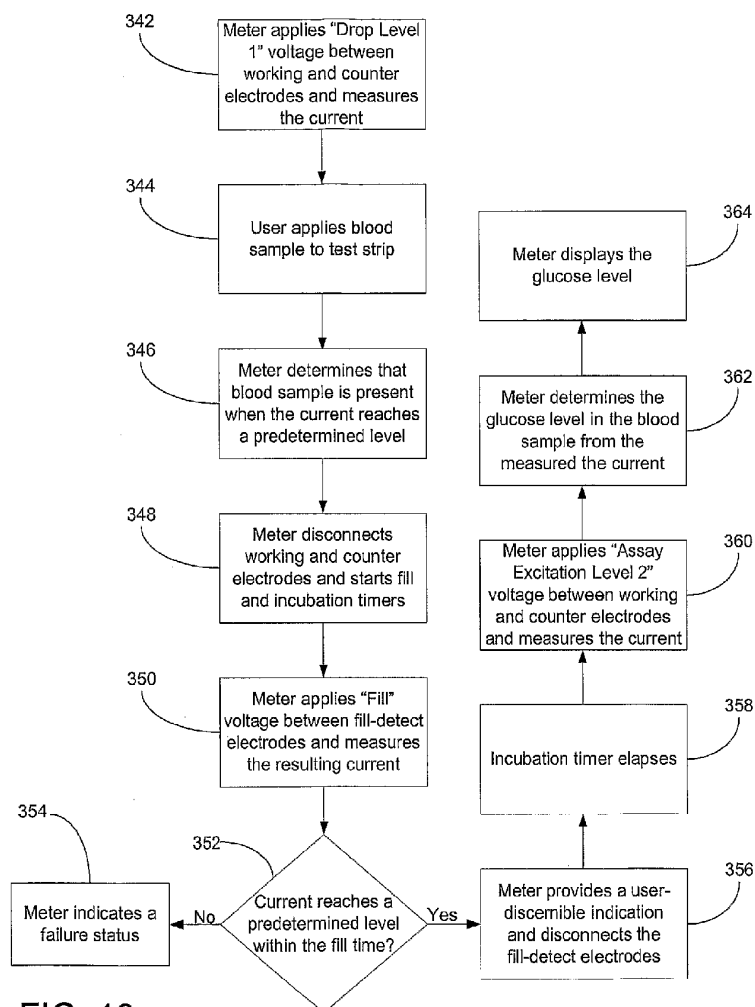 342
Meter applies “Drop Level
1” voltage between
working and counter
electrodes and measures
the current
344
User applies blood
sample to test strip
346
Meter determines that
blood sample is present
when the current reaches
a predetermined level
348
Meter disconnects
working and counter
electrodes and starts fill
and incubation timers
350
Meter applies “Fill”
voltage between fill-detect
electrodes and measures
the resulting current
352
Current reaches a
predetermined level
within the fill time?
No
Yes
354
Meter indicates a
failure status
356
Meter provides a user-
discernible indication
and disconnects the
fill-detect electrodes
358
Incubation timer elapses
360
Meter applies “Assay
Excitation Level 2”
voltage between working
and counter electrodes
and measures the current
362
Meter determines the
glucose level in the blood
sample from the
measured the current
364
Meter displays the
glucose level